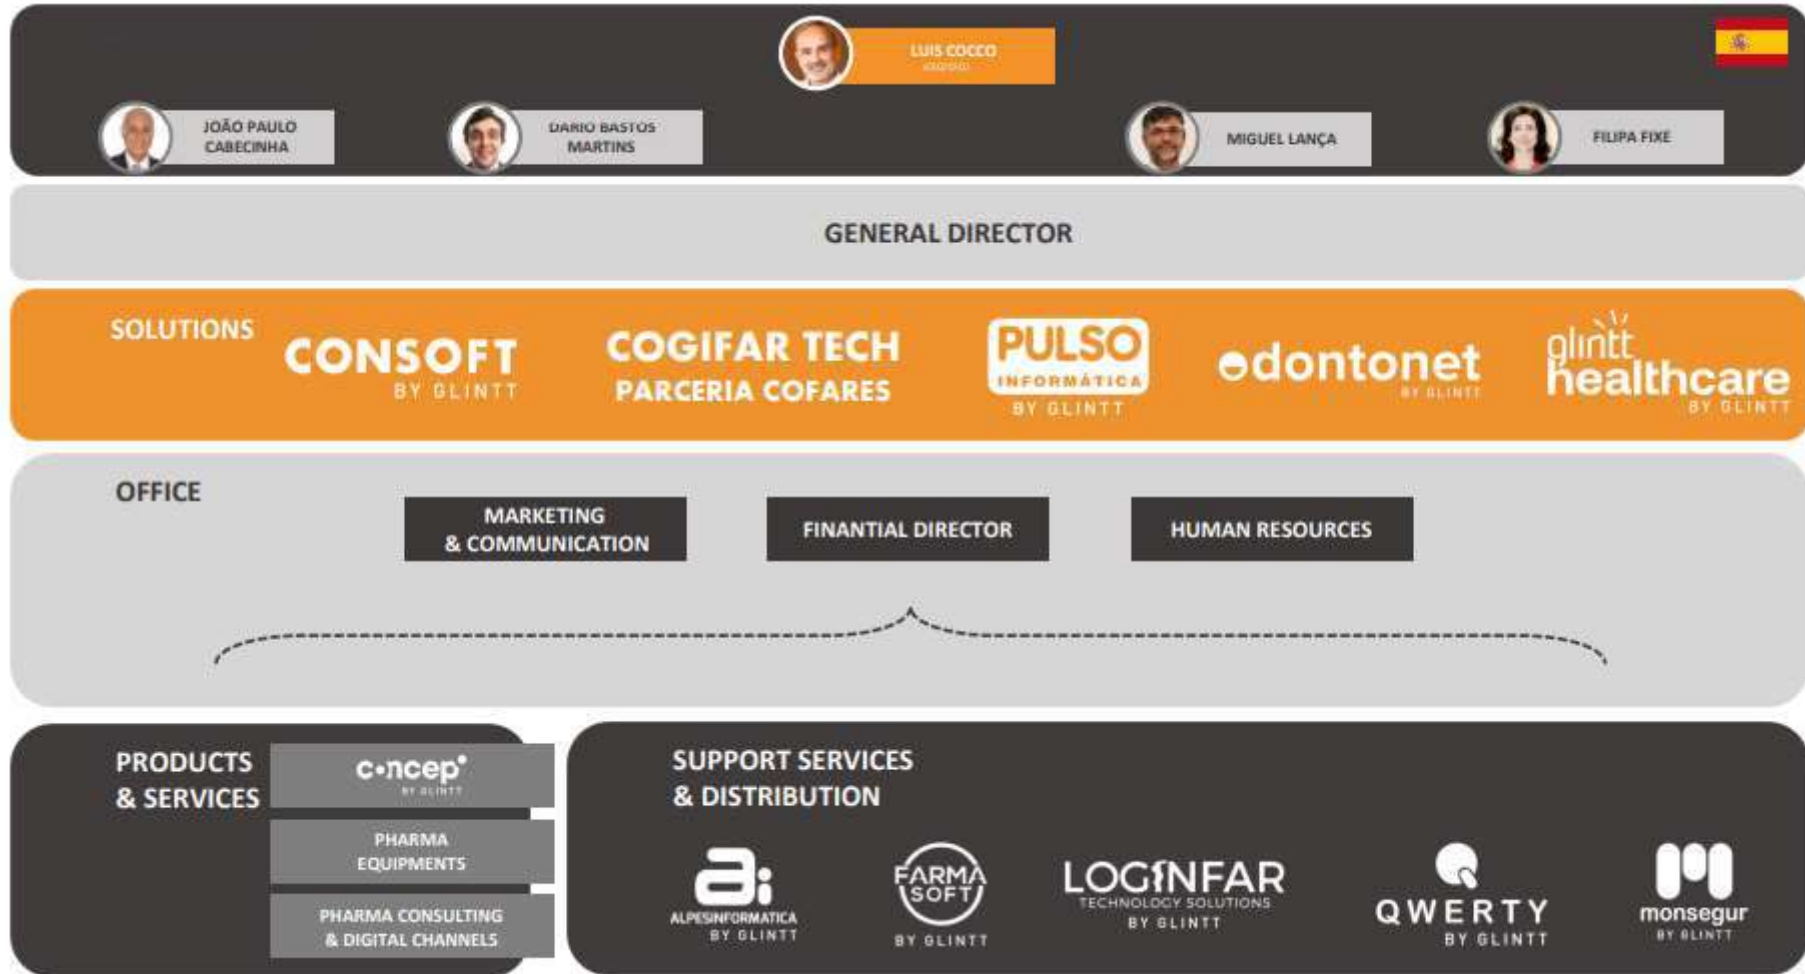 LUIS COCCO
JOÃO PAULO
CABECINHA
DARIO BASTOS
MARTINS
MIGUEL LANÇA
FILIPA FIXE
GENERAL DIRECTOR
SOLUTIONS
CONSOFT
BY GLINTT
COGIFAR TECH
PARCERIA COFARES
PULSO
INFORMÁTICA
BY GLINTT
odontonet
BY GLINTT
glintt
healthcare
BY GLINTT
OFFICE
MARKETING
& COMMUNICATION
FINANTIAL DIRECTOR
HUMAN RESOURCES
PRODUCTS
& SERVICES
concep
BY GLINTT
PHARMA
EQUIPMENTS
PHARMA CONSULTING
& DIGITAL CHANNELS
SUPPORT SERVICES
& DISTRIBUTION
ai
ALPESINFORMATICA
BY GLINTT
FARMA
SOFT
BY GLINTT
LOGINFAR
TECHNOLOGY SOLUTIONS
BY GLINTT
QWERTY
BY GLINTT
monsegur
BY GLINTT